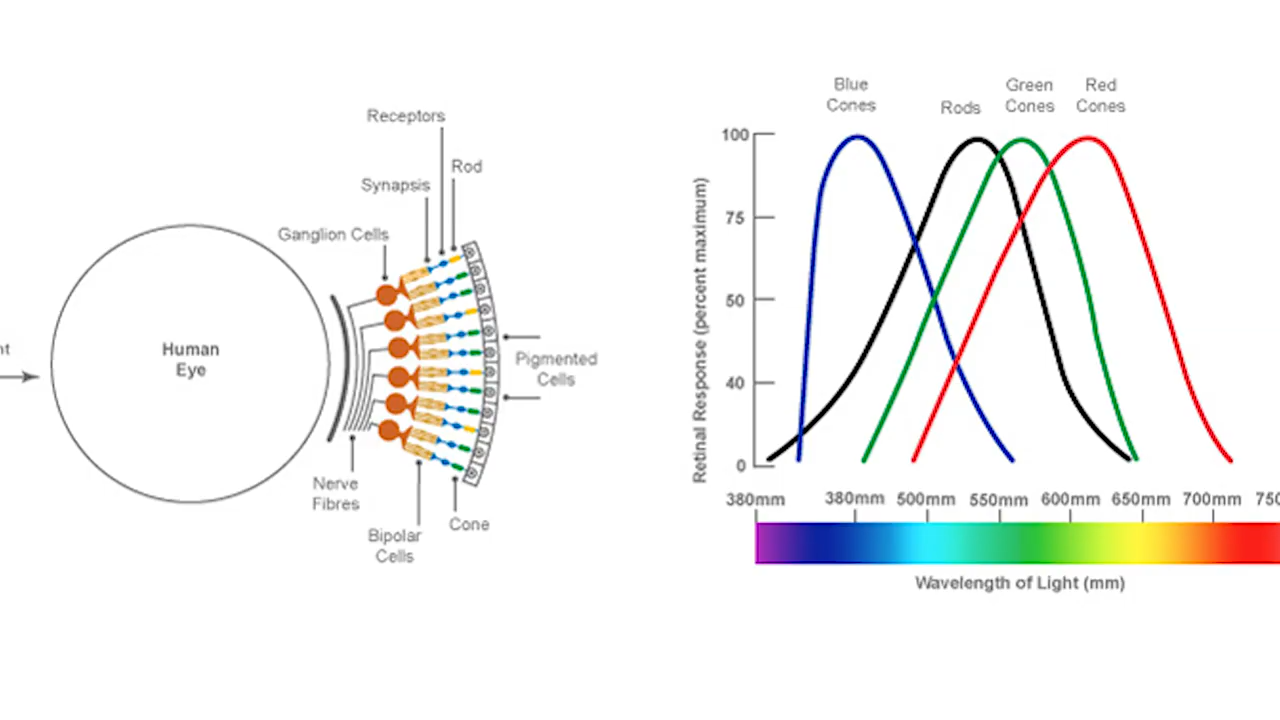 Receptors
Rod
Synapsis
Ganglion Cells
Human
Eye
Pigmented
Cells
Nerve
Fibres
Bipolar
Cells
Cone
Blue
Cones
Rods
Green
Cones
Red
Cones
Retinal Response (percent maximum)
100
75
50
40
0
380mm 380mm 500mm 550mm 600mm 650mm 700mm
Wavelength of Light (mm)